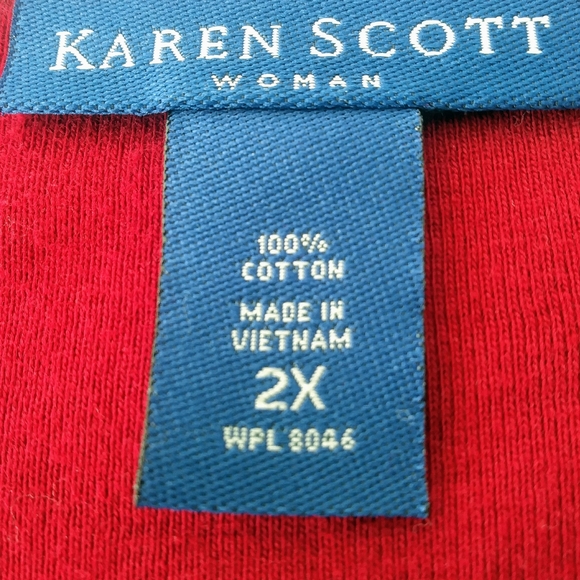 KAREN SCOTT
WOMAN
100%
COTTON
MADE IN
VIETNAM
2X
WPL 8046